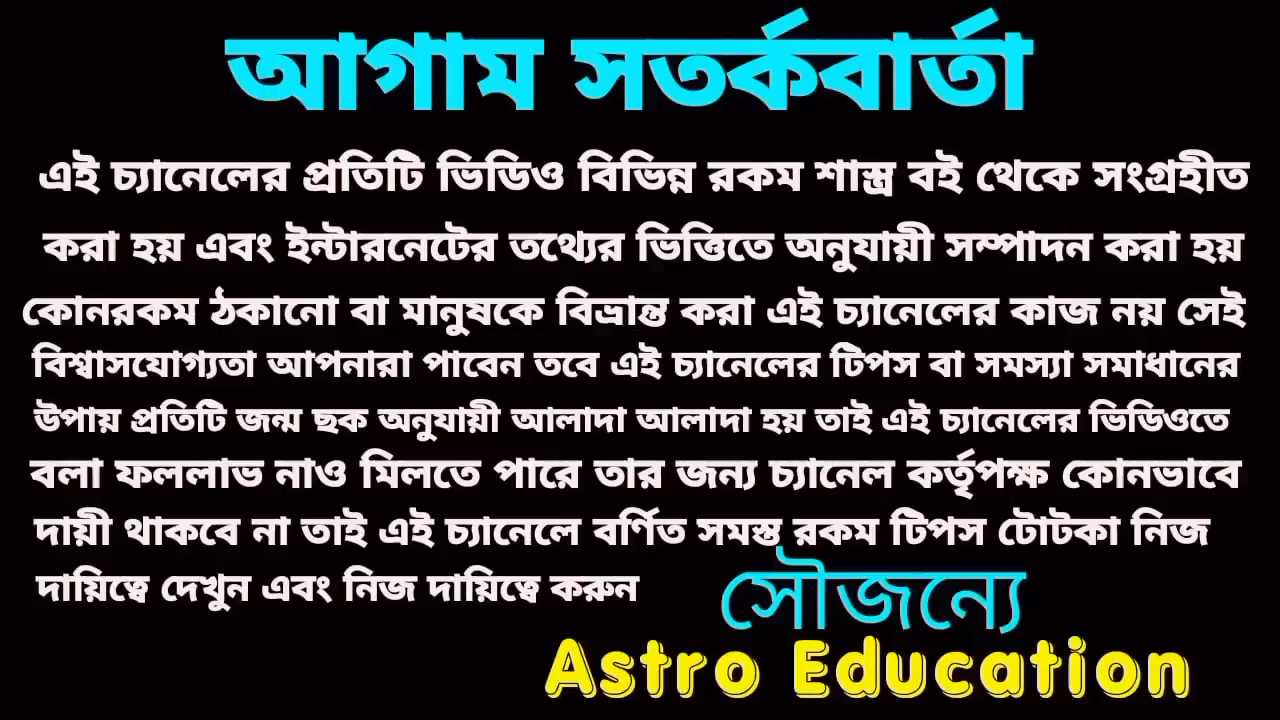 আগাম সতর্কবার্তা
এই চ্যানেলের প্রতিটি ভিডিও বিভিন্ন রকম শাস্ত্র বই থেকে সংগ্রহীত
করা হয় এবং ইন্টারনেটের তথ্যের ভিত্তিতে অনুযায়ী সম্পাদন করা হয়
কোনরকম ঠকানো বা মানুষকে বিভ্রান্ত করা এই চ্যানেলের কাজ নয় সেই
বিশ্বাসযোগ্যতা আপনারা পাবেন তবে এই চ্যানেলের টিপস বা সমস্যা সমাধানের
উপায় প্রতিটি জন্ম ছক অনুযায়ী আলাদা আলাদা হয় তাই এই চ্যানেলের ভিডিওতে
বলা ফললাভ নাও মিলতে পারে তার জন্য চ্যানেল কর্তৃপক্ষ কোনভাবে
দায়ী থাকবে না তাই এই চ্যানেলে বর্ণিত সমস্ত রকম টিপস টোটকা নিজ
দায়িত্বে দেখুন এবং নিজ দায়িত্বে করুন
সৌজন্যে
Astro Education